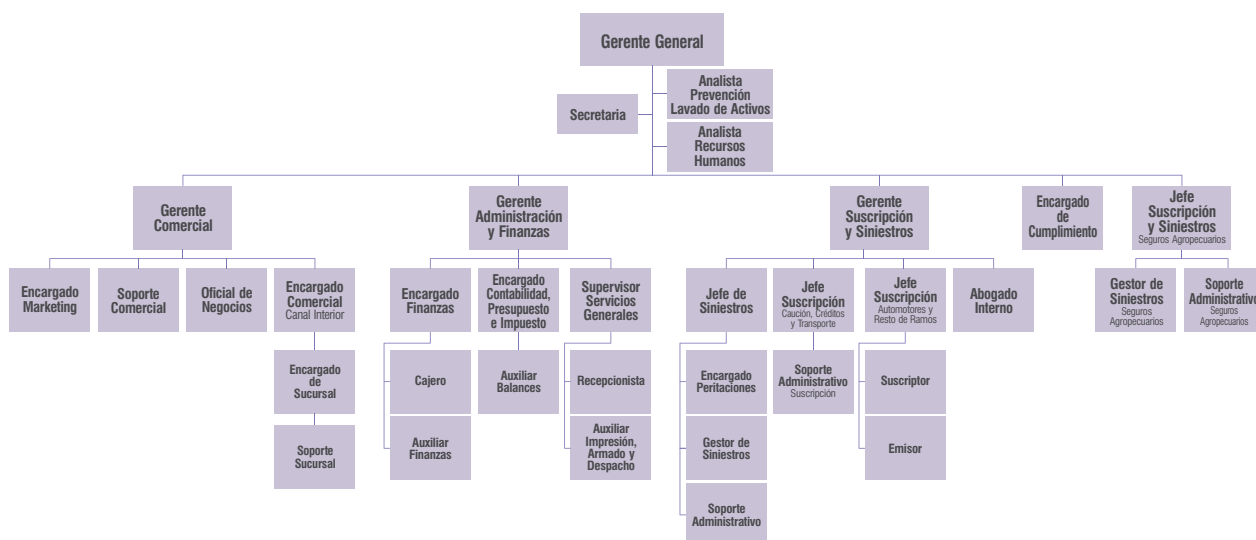 Gerente General
Analista
Prevención
Lavado de Activos
Secretaria
Analista
Recursos
Humanos
Gerente
Comercial
Gerente
Administración
y Finanzas
Gerente
Suscripción
y Siniestros
Encargado
de
Cumplimiento
Jefe
Suscripción
y Siniestros
Seguros Agropecuarios
Encargado
Marketing
Soporte
Comercial
Oficial de
Negocios
Encargado
Comercial
Canal Interior
Encargado
Finanzas
Encargado
Contabilidad,
Presupuesto
e Impuesto
Supervisor
Servicios
Generales
Jefe de
Siniestros
Jefe
Suscripción
Caución, Créditos
y Transporte
Jefe
Suscripción
Automotores y
Resto de Ramos
Abogado
Interno
Gestor de
Siniestros
Seguros
Agropecuarios
Soporte
Administrativo
Seguros
Agropecuarios
Encargado
de
Sucursal
Cajero
Auxiliar
Balances
Recepcionista
Encargado
Peritaciones
Soporte
Administrativo
Suscripción
Suscriptor
Soporte
Sucursal
Auxiliar
Finanzas
Auxiliar
Impresión,
Armado y
Despacho
Gestor de
Siniestros
Emisor
Soporte
Administrativo